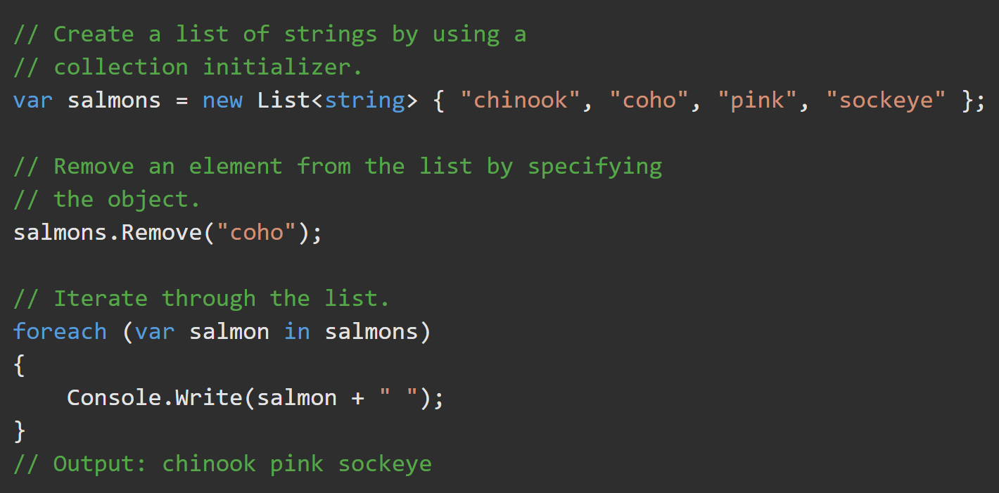 // Create a list of strings by using a
// collection initializer.
var salmons = new List<string> { "chinook", "coho", "pink", "sockeye" };

// Remove an element from the list by specifying
// the object.
salmons.Remove("coho");

// Iterate through the list.
foreach (var salmon in salmons)
{
    Console.Write(salmon + " ");
}
// Output: chinook pink sockeye